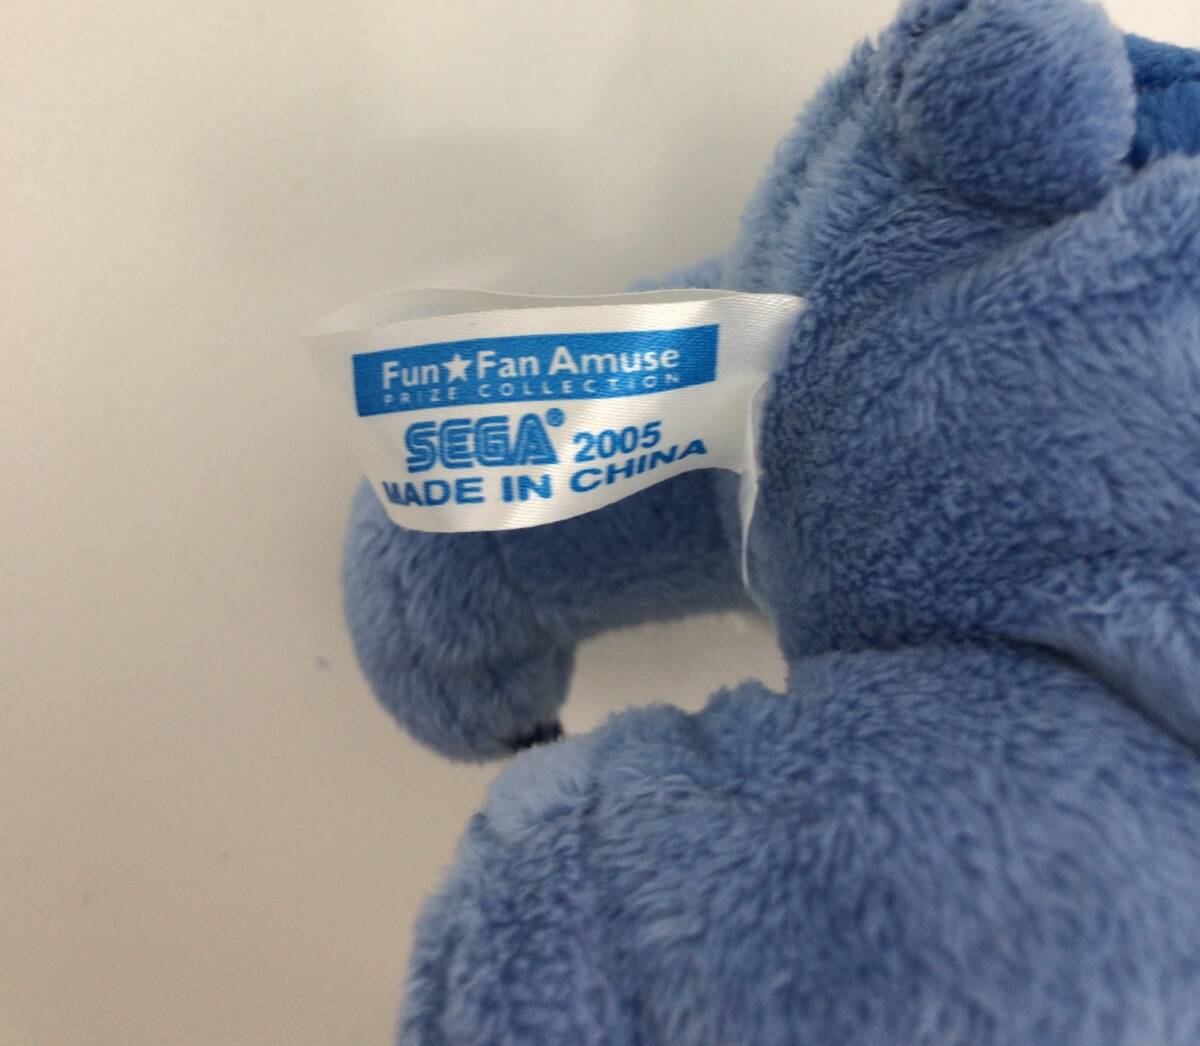 Fun★Fan Amuse
PRIZE COLLECTION
SEGA® 2005
MADE IN CHINA